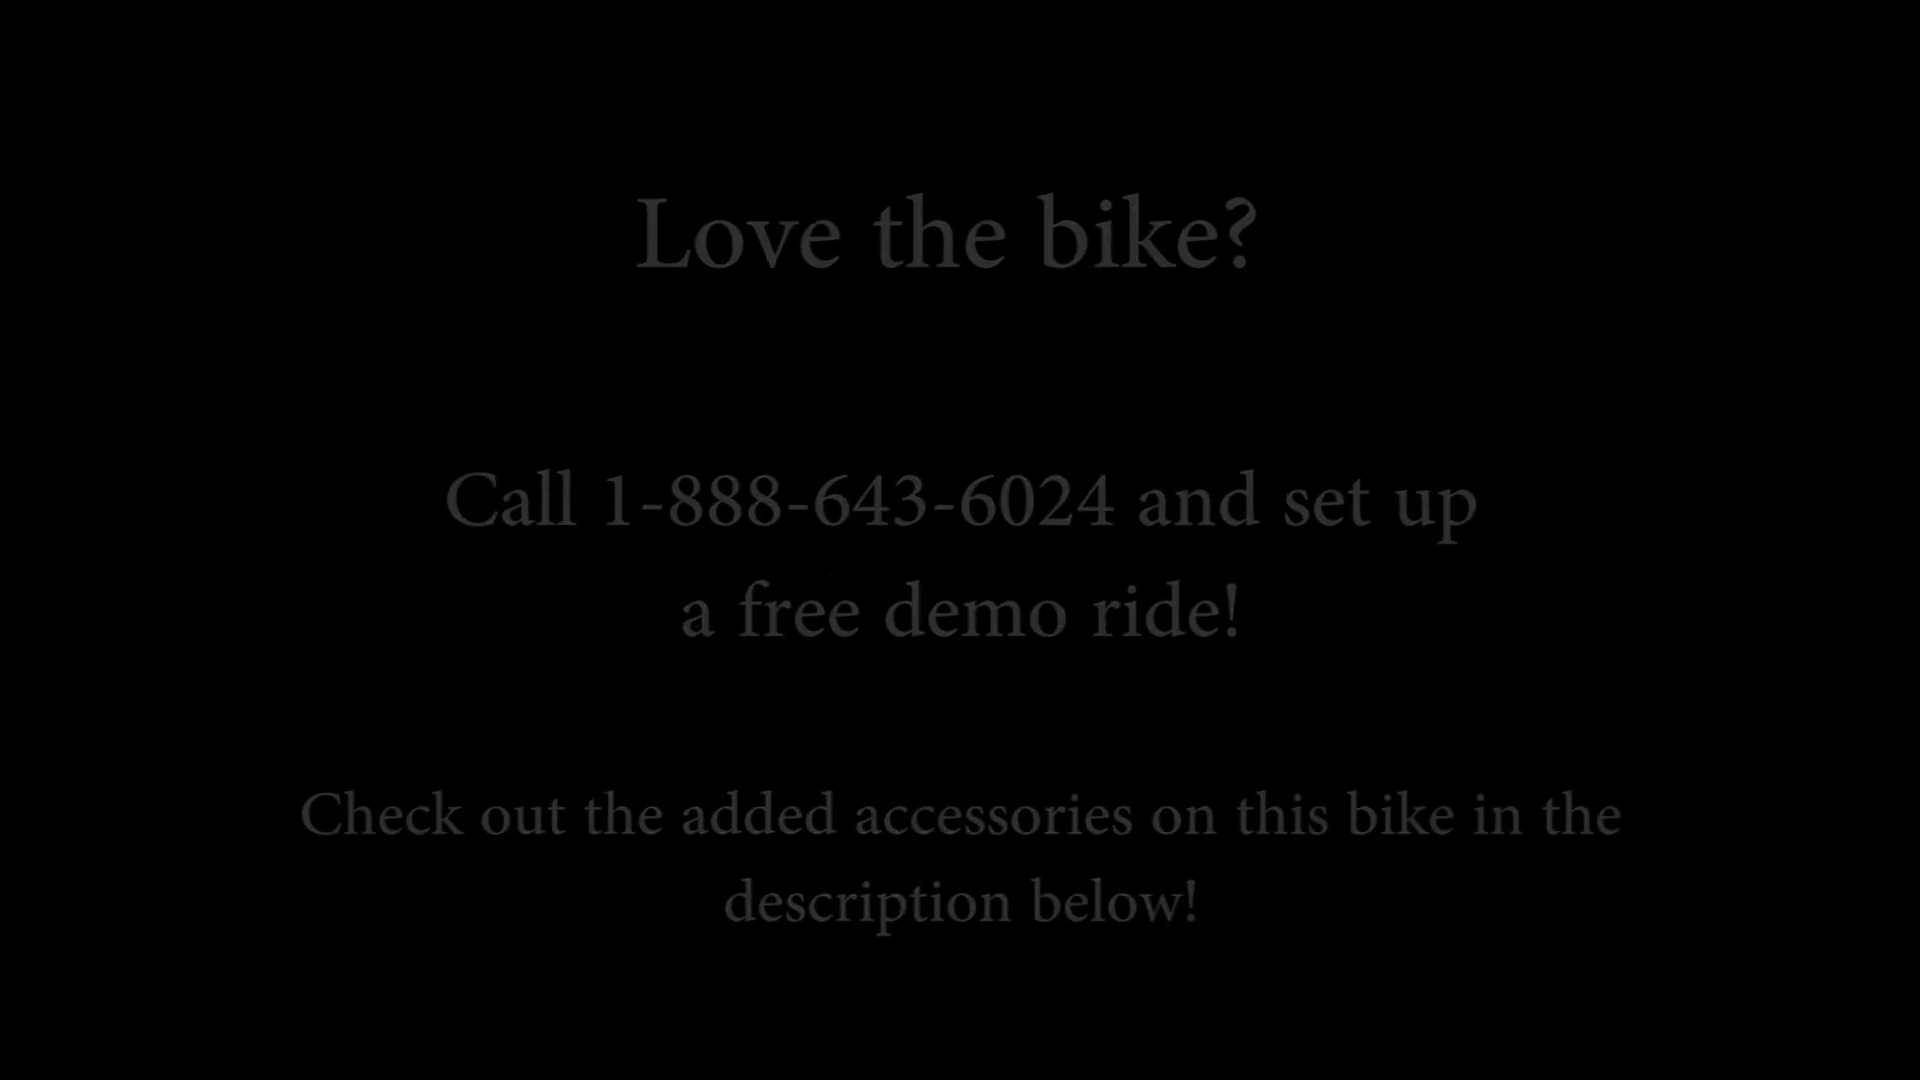 Love the bike?
Call 1-888-643-6024 and set up
a free demo ride!
Check out the added accessories on this bike in the
description below!